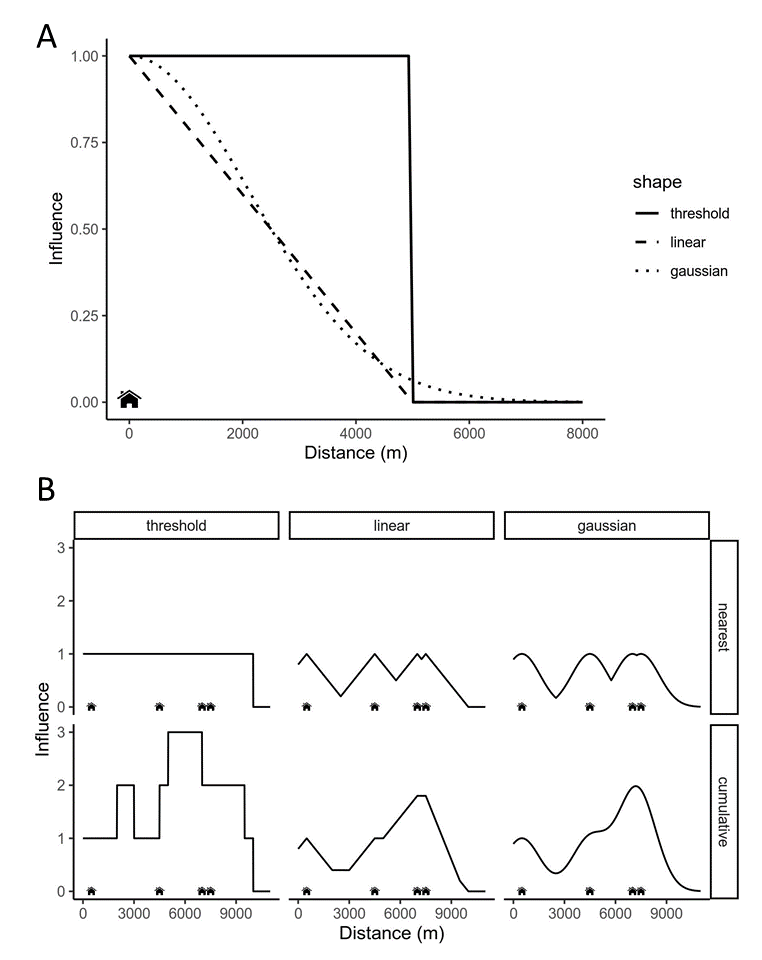 A
1.00
0.75
0.50
0.25
0.00
Influence
0
2000
4000
6000
8000
Distance (m)
shape
threshold
linear
gaussian
B
threshold
linear
gaussian
3
2
1
0
nearest
Influence
3
2
1
0
cumulative
0 3000 6000 9000
0 3000 6000 9000
0 3000 6000 9000
Distance (m)